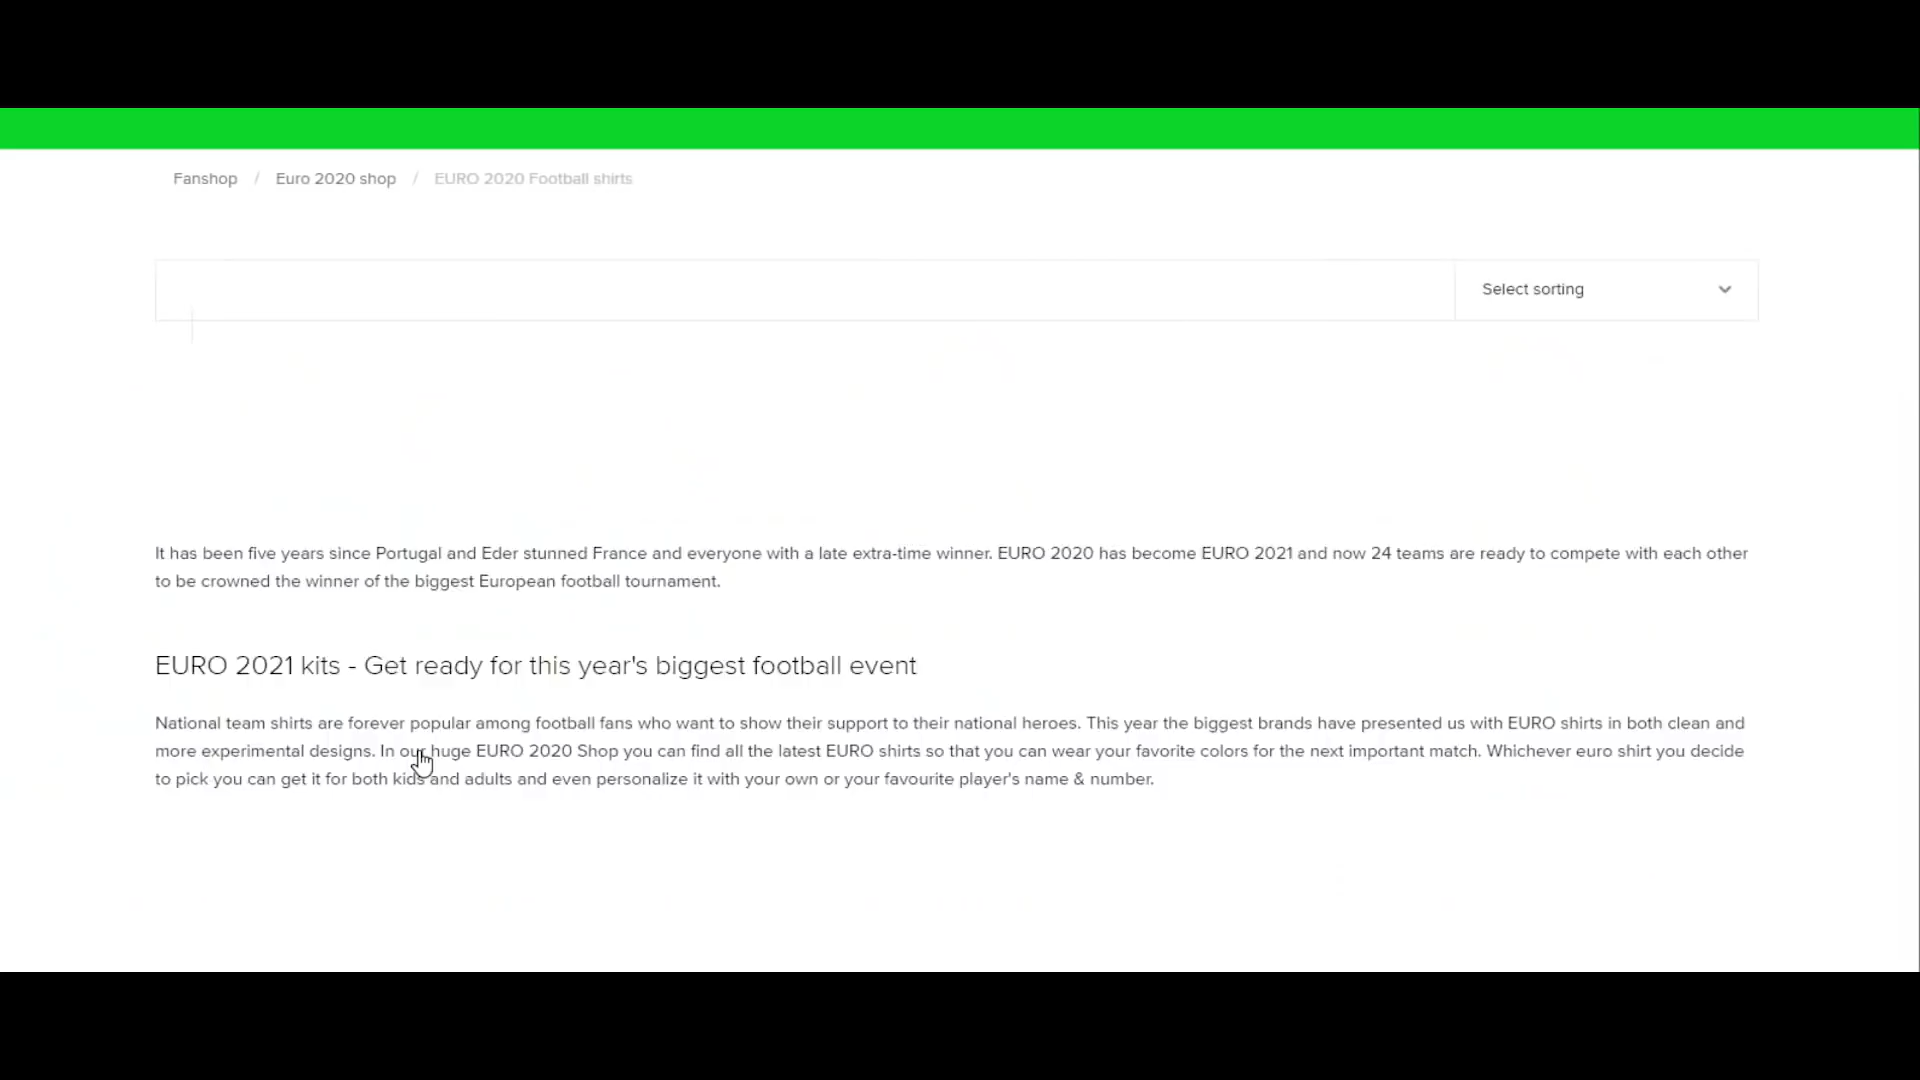 Fanshop / Euro 2020 shop / EURO 2020 Football shirts
Select sorting
It has been five years since Portugal and Eder stunned France and everyone with a late extra-time winner. EURO 2020 has become EURO 2021 and now 24 teams are ready to compete with each other
to be crowned the winner of the biggest European football tournament.
EURO 2021 kits - Get ready for this year's biggest football event
National team shirts are forever popular among football fans who want to show their support to their national heroes. This year the biggest brands have presented us with EURO shirts in both clean and
more experimental designs. In our huge EURO 2020 Shop you can find all the latest EURO shirts so that you can wear your favorite colors for the next important match. Whichever euro shirt you decide
to pick you can get it for both kids and adults and even personalize it with your own or your favourite player's name & number.